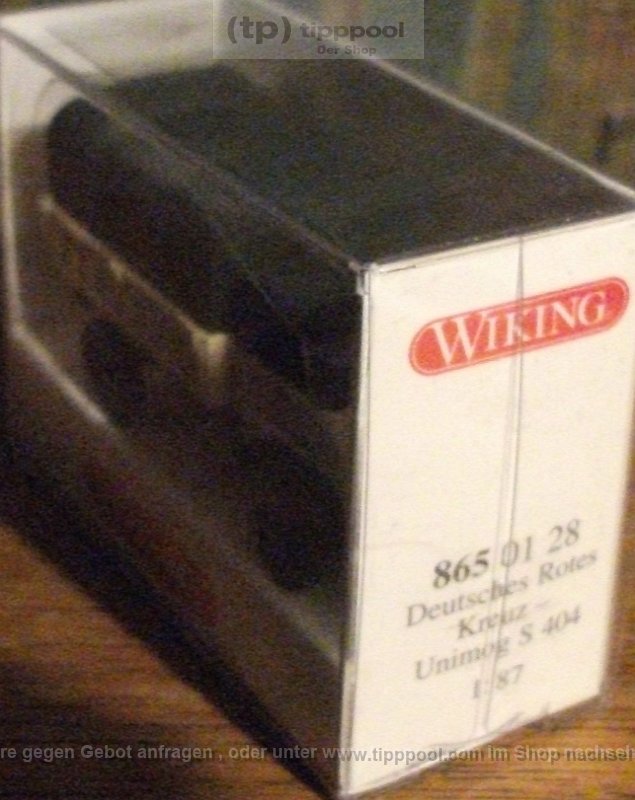 (tp) tipppool
Der Shop
WIKING
865 01 28
Deutsches Rotes
Kreuz –
Unimog S 404
1:87
re gegen Gebot anfragen , oder unter www.tipppool.com im Shop nachsehen